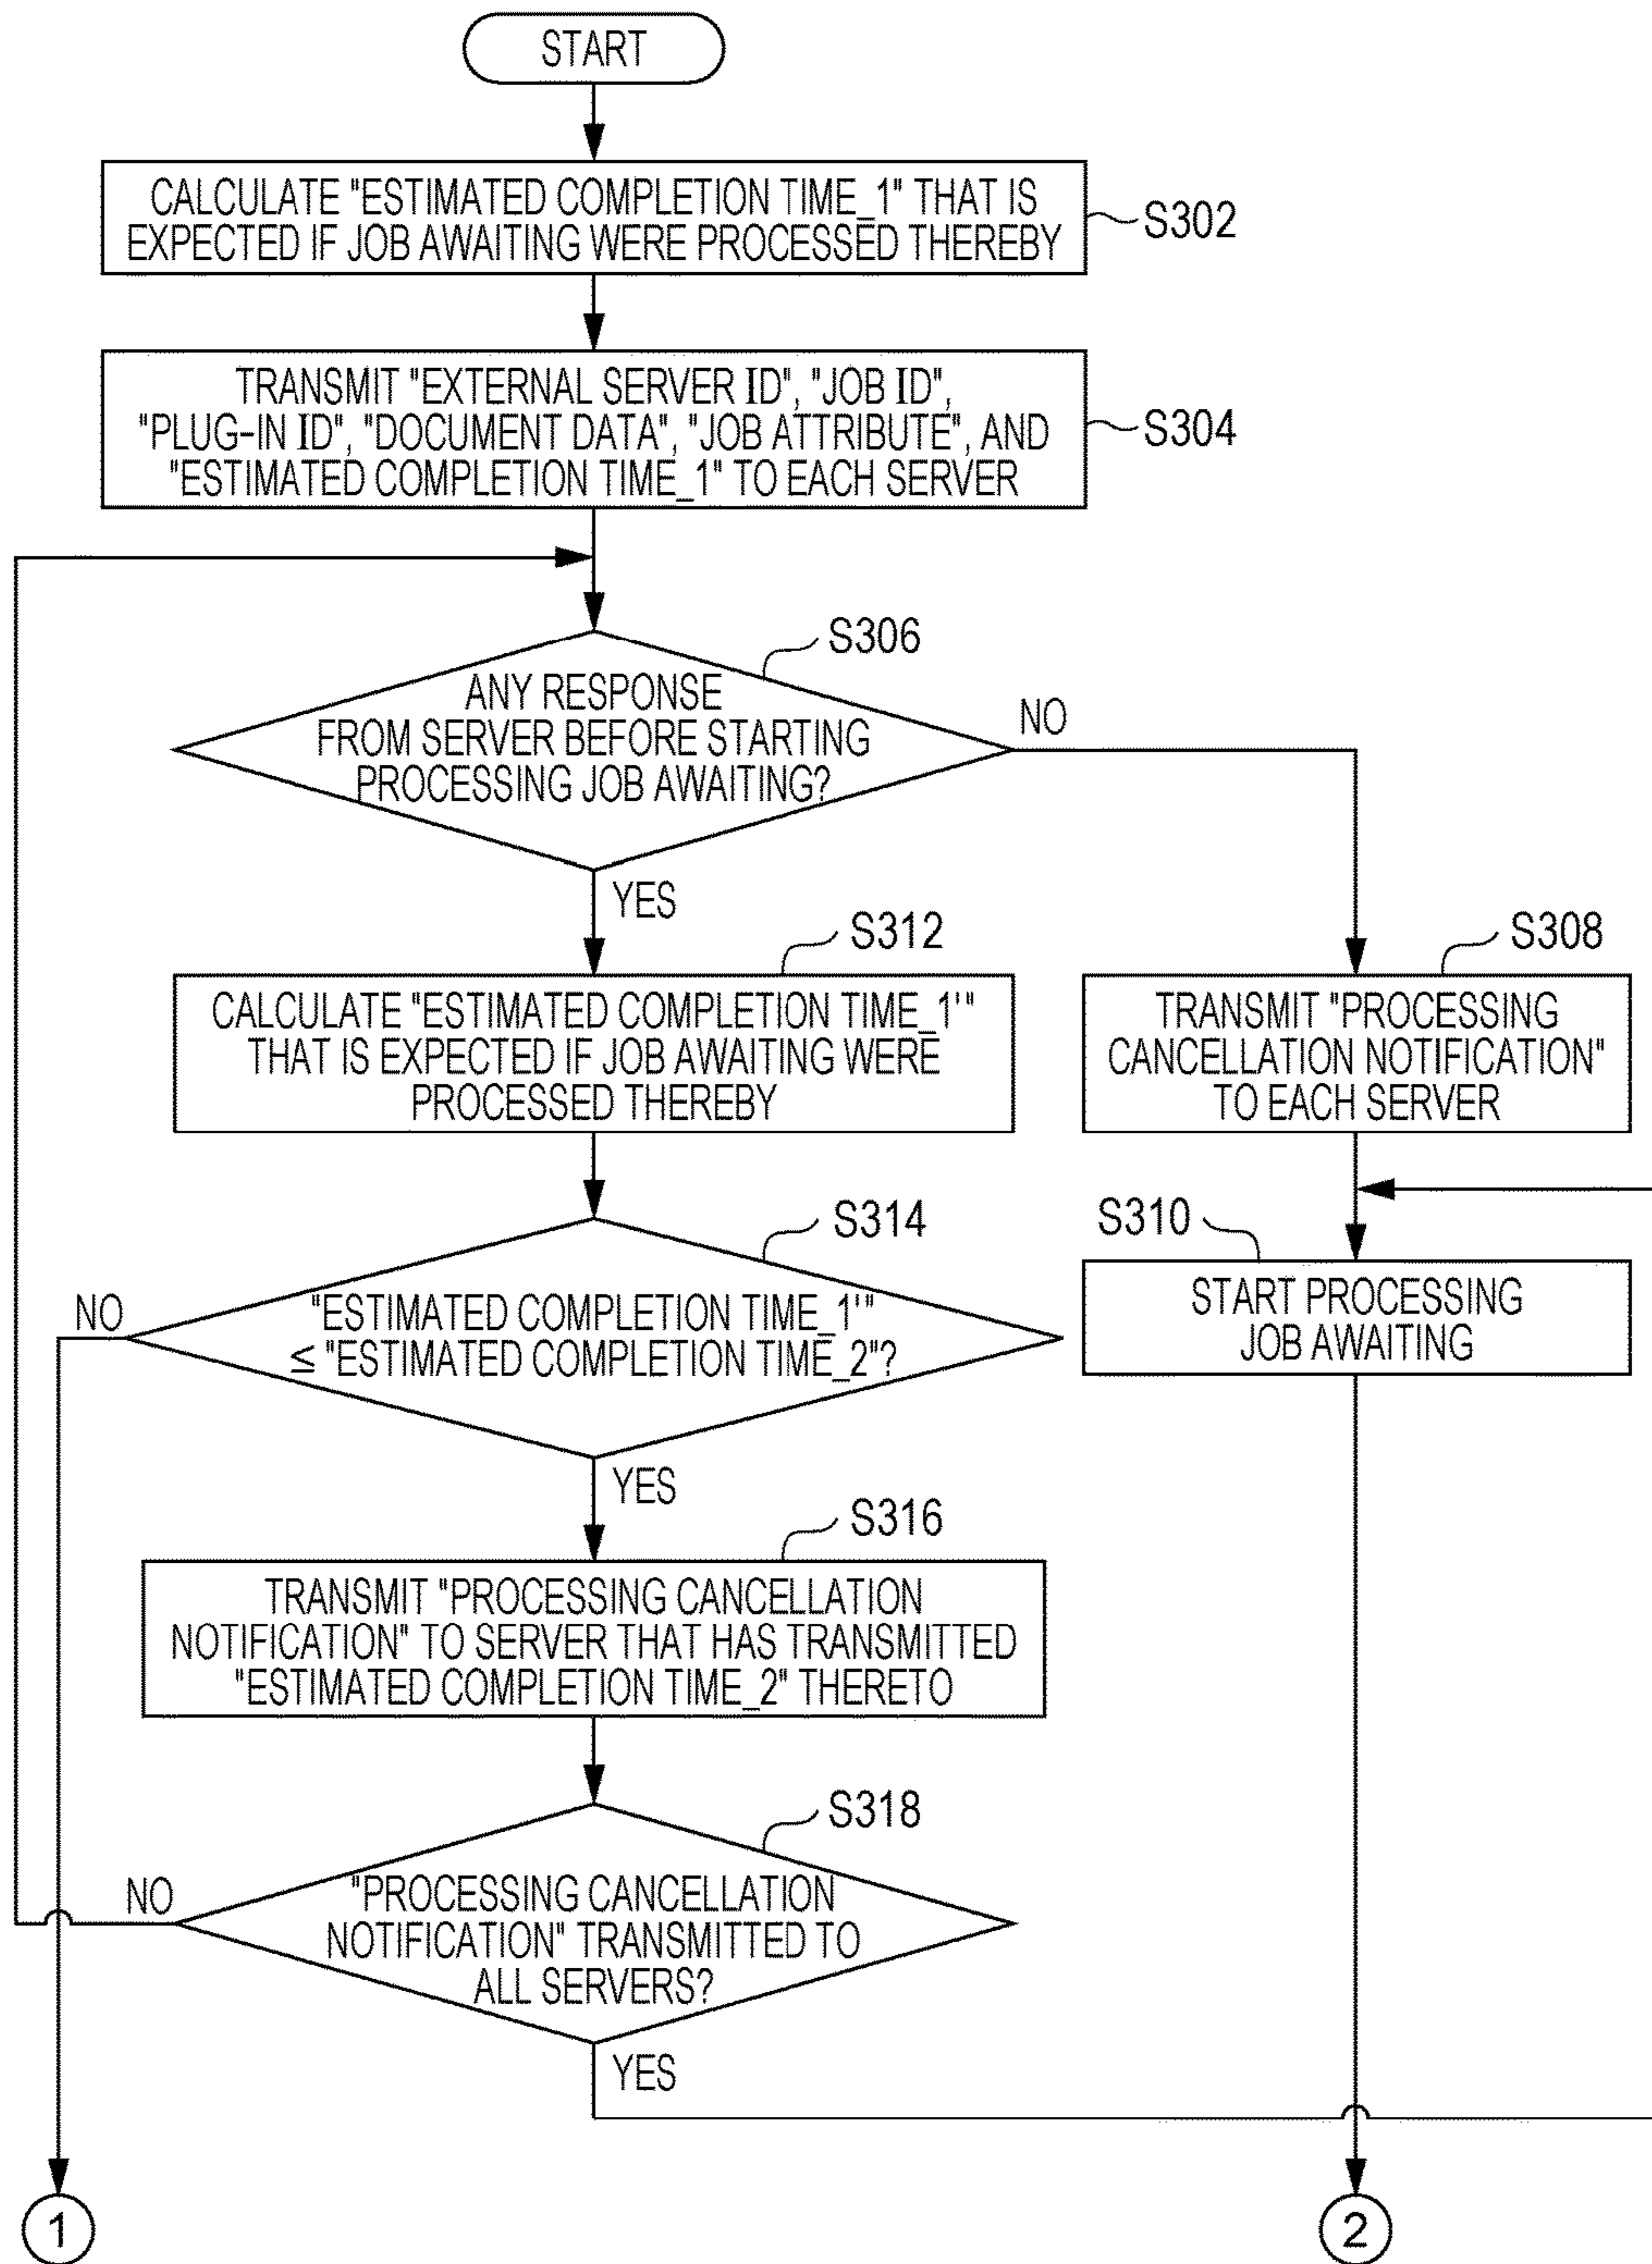 START
CALCULATE "ESTIMATED COMPLETION TIME_1" THAT IS
EXPECTED IF JOB AWAITING WERE PROCESSED THEREBY
S302
TRANSMIT "EXTERNAL SERVER ID", "JOB ID",
"PLUG-IN ID", "DOCUMENT DATA", "JOB ATTRIBUTE", AND
"ESTIMATED COMPLETION TIME_1" TO EACH SERVER
S304
S306
ANY RESPONSE
FROM SERVER BEFORE STARTING
PROCESSING JOB AWAITING?
NO
YES
S312
CALCULATE "ESTIMATED COMPLETION TIME_1'"
THAT IS EXPECTED IF JOB AWAITING WERE
PROCESSED THEREBY
S308
TRANSMIT "PROCESSING
CANCELLATION NOTIFICATION"
TO EACH SERVER
S314
"ESTIMATED COMPLETION TIME_1'"
≤ "ESTIMATED COMPLETION TIME_2"?
NO
YES
S310
START PROCESSING
JOB AWAITING
S316
TRANSMIT "PROCESSING CANCELLATION
NOTIFICATION" TO SERVER THAT HAS TRANSMITTED
"ESTIMATED COMPLETION TIME_2" THERETO
S318
"PROCESSING CANCELLATION
NOTIFICATION" TRANSMITTED TO
ALL SERVERS?
NO
YES
1
2